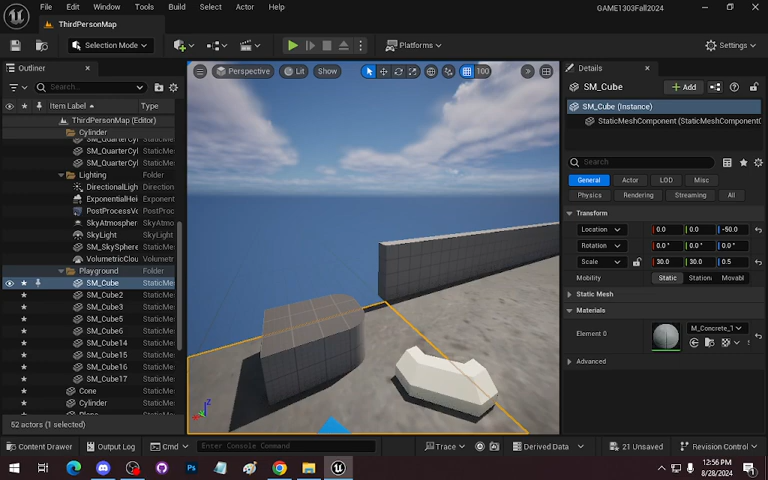 File Edit Window Tools Build Select Actor Help
GAME1303Fall2024
ThirdPersonMap
Selection Mode
Platforms
Settings
Outliner
Search...
Item Label
Type
ThirdPersonMap (Editor)
Cylinder
SM_QuarterCyl StaticMe
SM_QuarterCyl StaticMe
SM_QuarterCyl StaticMe
Lighting Folder
DirectionalLigh Direction
ExponentialHei Exponent
PostProcessVo PostProc
SkyAtmospher SkyAtmo
SkyLight SkyLight
SM_SkySphere StaticMe
VolumetricClou Volumetr
Playground Folder
SM_Cube StaticMe
SM_Cube2 StaticMe
SM_Cube3 StaticMe
SM_Cube5 StaticMe
SM_Cube6 StaticMe
SM_Cube14 StaticMe
SM_Cube15 StaticMe
SM_Cube16 StaticMe
SM_Cube17 StaticMe
Cone StaticMe
Cylinder StaticMe
52 actors (1 selected)
Perspective Lit Show
100
Z
Details
SM_Cube
Add
SM_Cube (Instance)
StaticMeshComponent (StaticMeshComponent
Search
General Actor LOD Misc
Physics Rendering Streaming All
Transform
Location 0.0 0.0 -50.0
Rotation 0.0 ° 0.0 ° 0.0 °
Scale 30.0 30.0 0.5
Mobility Static Station Movabl
Static Mesh
Materials
Element 0
M_Concrete_T
Advanced
Content Drawer Output Log Cmd Enter Console Command Trace Derived Data 21 Unsaved Revision Control
12:56 PM
8/28/2024